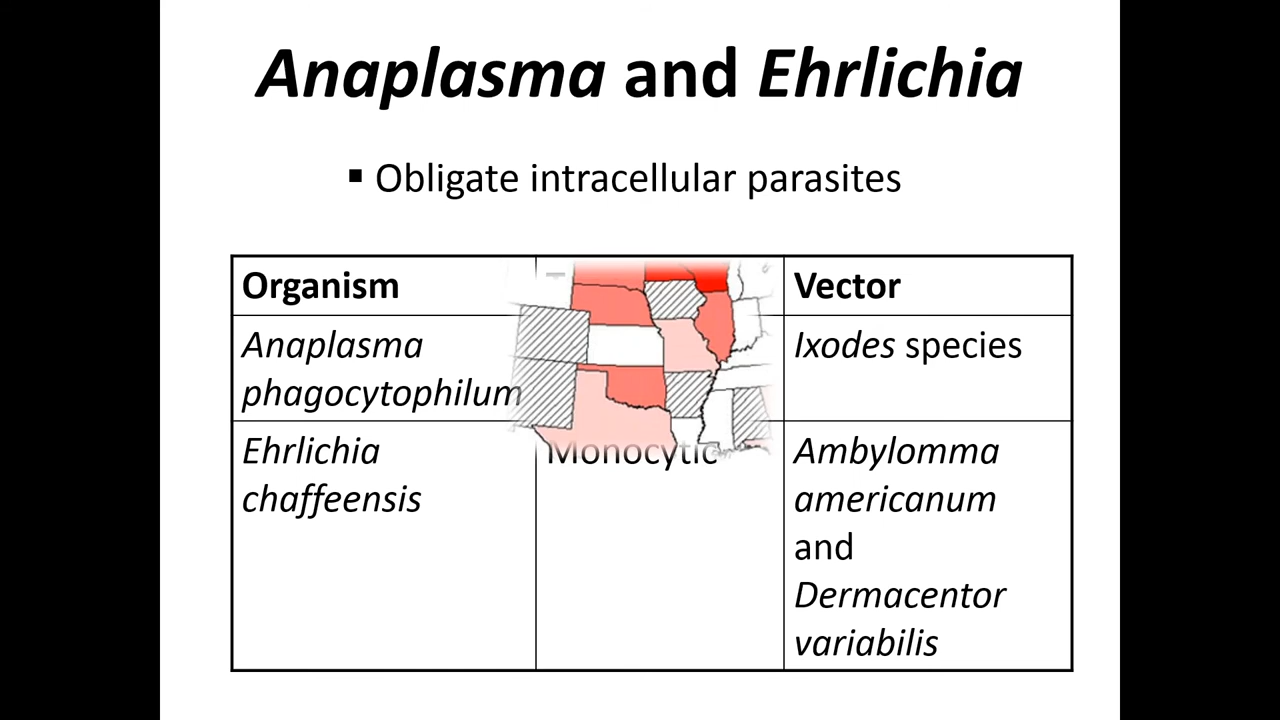 Anaplasma and Ehrlichia
▪ Obligate intracellular parasites
Organism
Vector
Anaplasma
phagocytophilum
Ixodes species
Ehrlichia
chaffeensis
Monocytic
Ambylomma
americanum
and
Dermacentor
variabilis